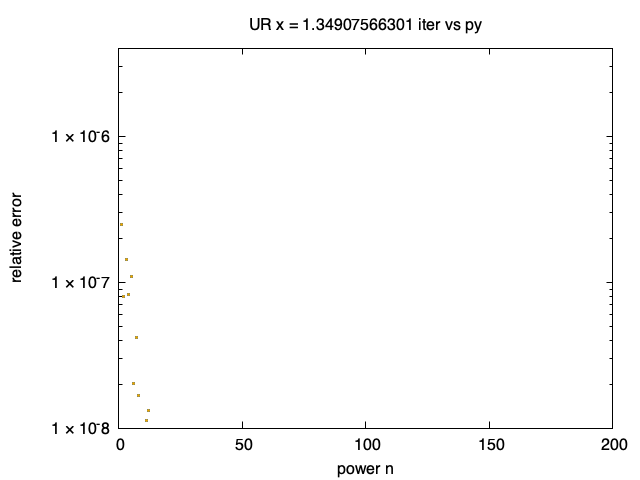 UR x = 1.34907566301 iter vs py
relative error
1 × 10-6
1 × 10-7
1 × 10-8
0 50 100 150 200
power n